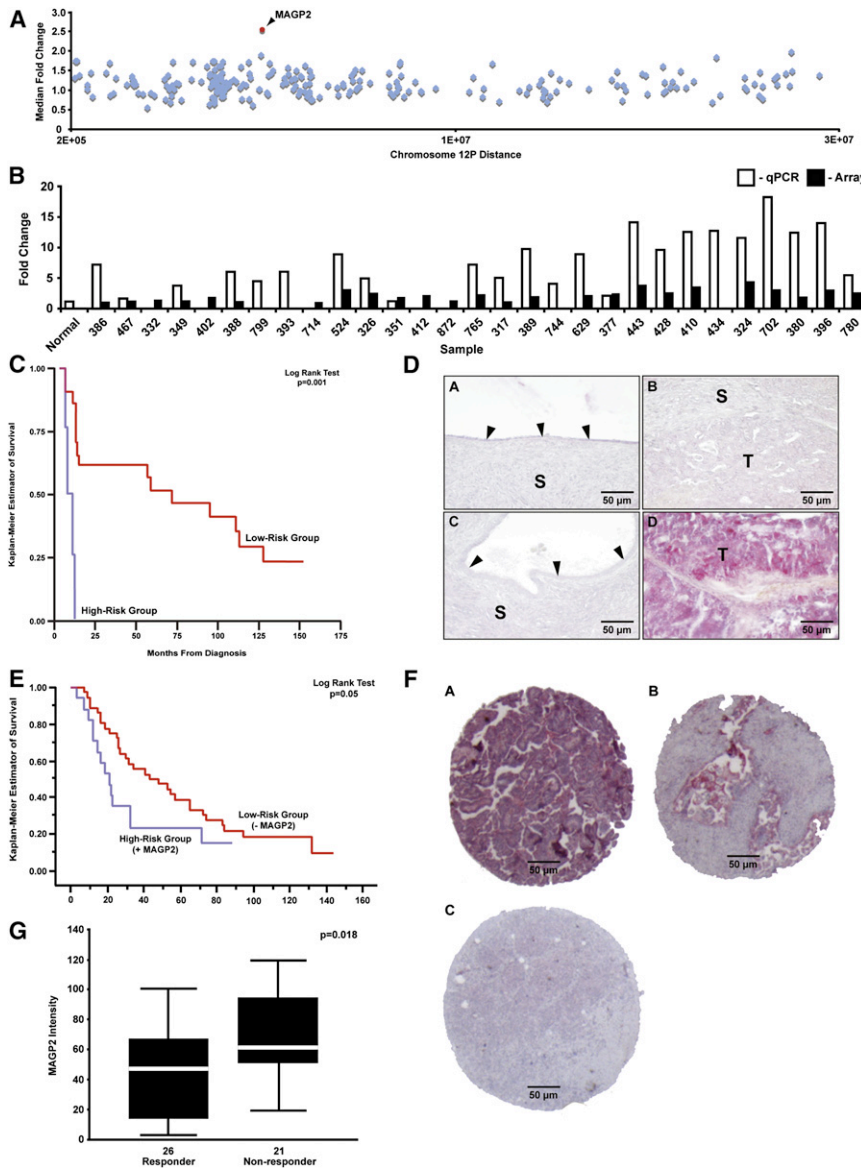 A
MAGP2
Median Fold Change
3.0
2.5
2.0
1.5
1.0
0.5
0
2E+05
1E+07
3E+07
Chromosome 12P Distance
B
- qPCR
- Array
Fold Change
20
15
10
5
0
Normal
386
467
332
349
402
388
799
393
714
524
326
351
412
872
765
317
389
744
629
377
443
428
410
434
324
702
380
396
780
Sample
C
Log Rank Test
p=0.001
Kaplan-Meier Estimator of Survival
1.00
0.75
0.50
0.25
0.00
Low-Risk Group
High-Risk Group
0
25
50
75
100
125
150
175
Months From Diagnosis
D
A
S
50 µm
B
S
T
50 µm
C
S
50 µm
D
T
50 µm
E
Log Rank Test
p=0.05
Kaplan-Meier Estimator of Survival
1.00
0.80
0.60
0.40
0.20
0.00
Low-Risk Group
(- MAGP2)
High-Risk Group
(+ MAGP2)
0
20
40
60
80
100
120
140
160
F
A
50 µm
B
50 µm
C
50 µm
G
p=0.018
MAGP2 Intensity
140
120
100
80
60
40
20
0
26
Responder
21
Non-responder